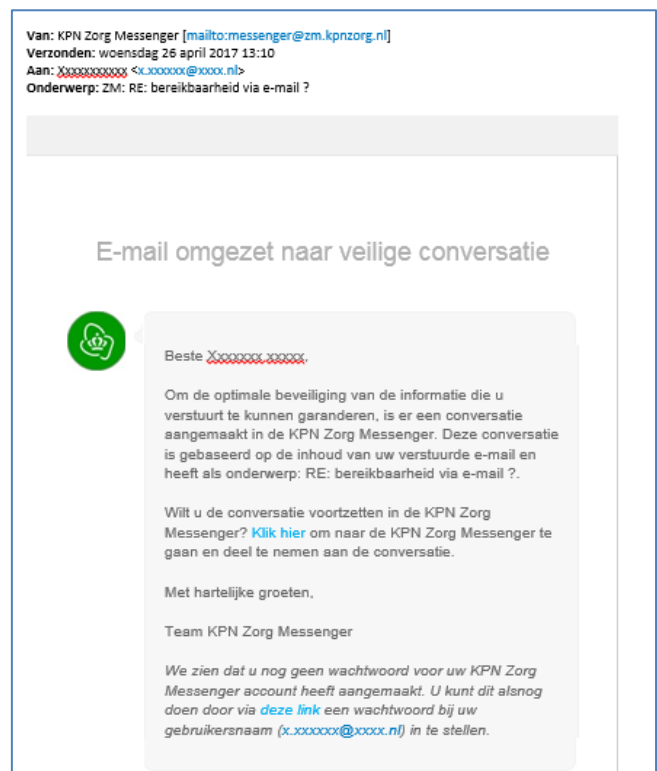 Van: KPN Zorg Messenger [mailto:messenger@zm.kpnzorg.nl]
Verzonden: woensdag 26 april 2017 13:10
Aan: Xxxxxxxxxxx <x.xxxxxx@xxxx.nl>
Onderwerp: ZM: RE: bereikbaarheid via e-mail ?
E-mail omgezet naar veilige conversatie
Beste Xxxxxxx xxxxx,
Om de optimale beveiliging van de informatie die u
verstuurt te kunnen garanderen, is er een conversatie
aangemaakt in de KPN Zorg Messenger. Deze conversatie
is gebaseerd op de inhoud van uw verstuurde e-mail en
heeft als onderwerp: RE: bereikbaarheid via e-mail ?.
Wilt u de conversatie voortzetten in de KPN Zorg
Messenger? Klik hier om naar de KPN Zorg Messenger te
gaan en deel te nemen aan de conversatie.
Met hartelijke groeten,
Team KPN Zorg Messenger
We zien dat u nog geen wachtwoord voor uw KPN Zorg
Messenger account heeft aangemaakt. U kunt dit alsnog
doen door via deze link een wachtwoord bij uw
gebruikersnaam (x.xxxxxx@xxxx.nl) in te stellen.